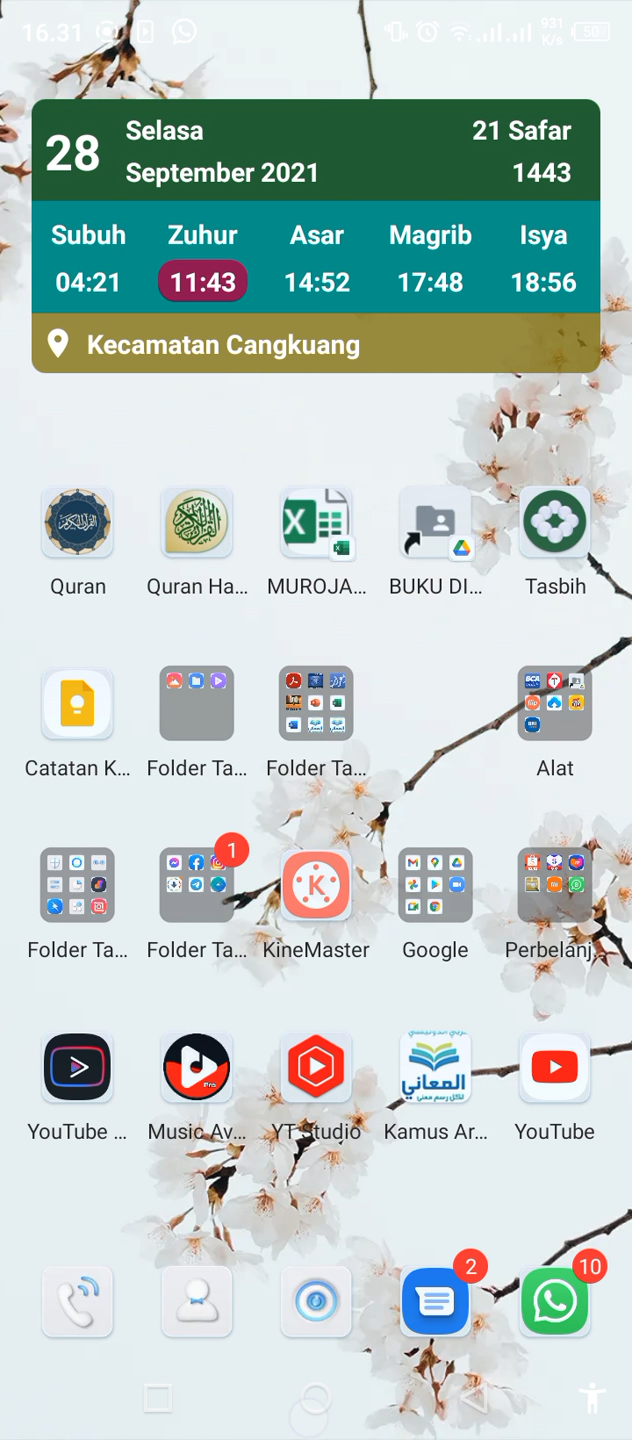 16.31
931 K/s
50
28
Selasa
21 Safar
September 2021
1443
Subuh Zuhur Asar Magrib Isya
04:21 11:43 14:52 17:48 18:56
Kecamatan Cangkuang
Quran Quran Ha... MUROJA... BUKU DI... Tasbih
Catatan K... Folder Ta... Folder Ta... Alat
1
Folder Ta... Folder Ta... KineMaster Google Perbelanj...
المعاني
لكل رسم معنى
YouTube ... Music Av... YT Studio Kamus Ar... YouTube
2
10